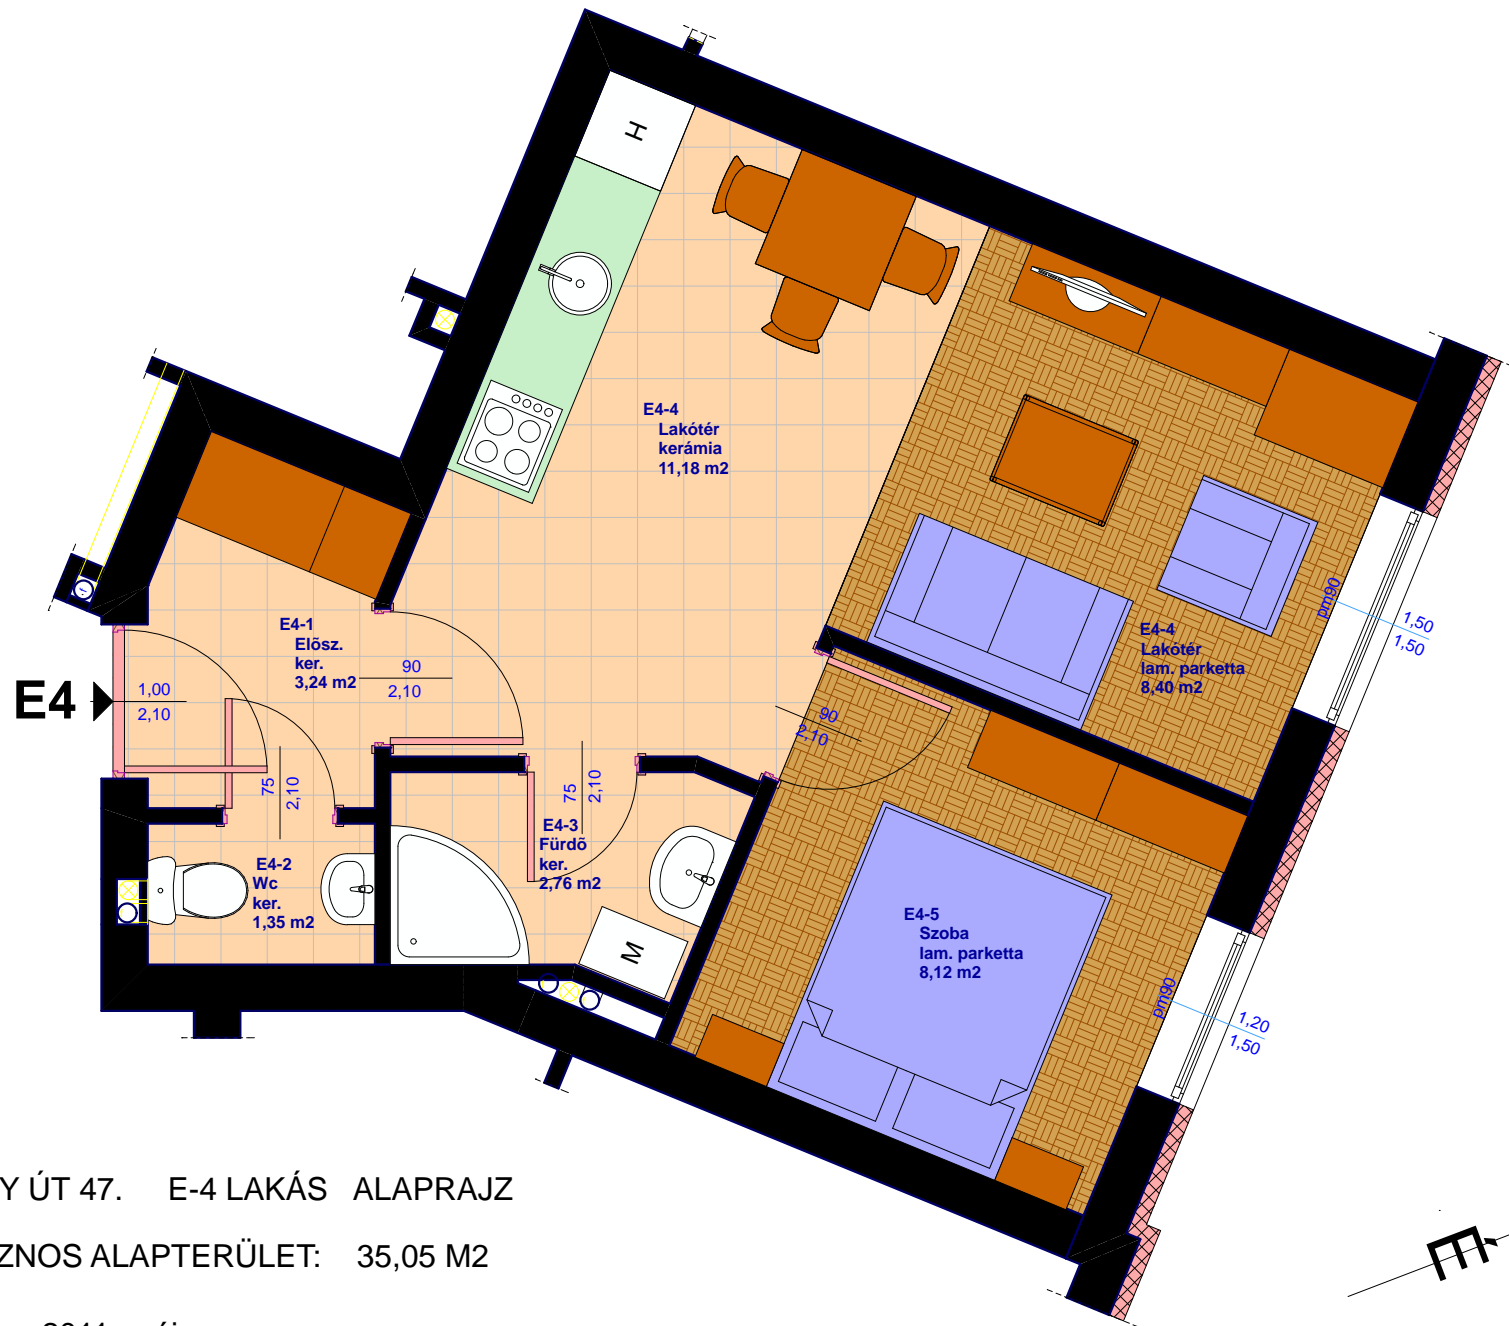 H
E4-4
Lakótér
kerámia
11,18 m2
E4-1
Elõsz.
ker.
3,24 m2
90
2,10
E4
1,00
2,10
75
2,10
75
2,10
90
2,10
E4-4
Lakótér
lam. parketta
8,40 m2
pm90
1,50
1,50
E4-2
Wc
ker.
1,35 m2
E4-3
Fürdõ
ker.
2,76 m2
M
E4-5
Szoba
lam. parketta
8,12 m2
pm90
1,20
1,50
Y ÚT 47. E-4 LAKÁS ALAPRAJZ
ZNOS ALAPTERÜLET: 35,05 M2
É